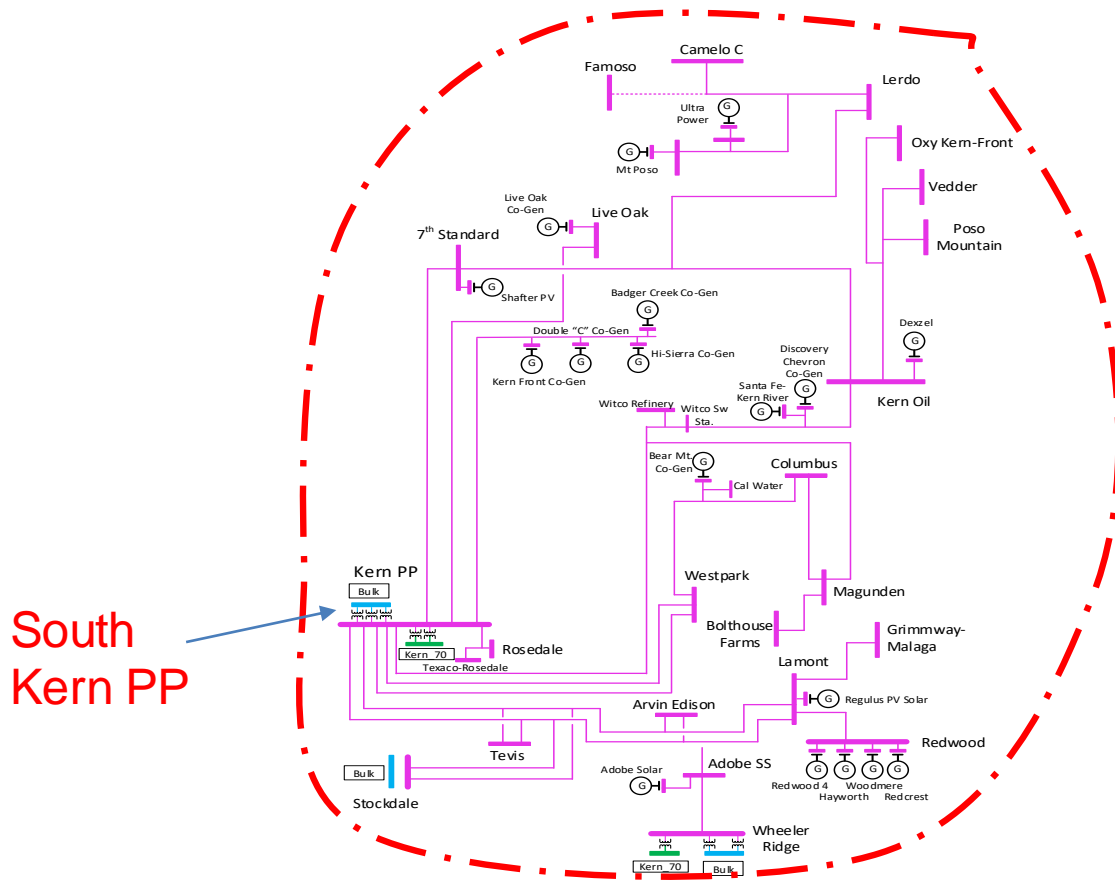 Camelo C
Famoso
Lerdo
Ultra
Power
G
Oxy Kern-Front
G
Mt Poso
Vedder
Live Oak
Co-Gen
Live Oak
G
Poso
Mountain
7th Standard
G
Shafter PV
Badger Creek Co-Gen
G
Double "C" Co-Gen
Dexzel
G
Hi-Sierra Co-Gen
G
G
G
Kern Front Co-Gen
Discovery
Chevron
Co-Gen
G
Santa Fe-
Kern River
G
Kern Oil
Witco Refinery
Witco Sw
Sta.
Bear Mt.
Co-Gen
G
Columbus
Cal Water
Kern PP
Bulk
Westpark
Magunden
South
Kern PP
Bolthouse
Farms
Grimmway-
Malaga
Rosedale
Kern_70
Texaco-Rosedale
Lamont
G
Regulus PV Solar
Arvin Edison
Redwood
Tevis
Bulk
Stockdale
Adobe SS
Adobe Solar
G
G
G
G
G
Redwood 4
Woodmere
Hayworth
Redcrest
Wheeler
Ridge
Kern_70
Bulk